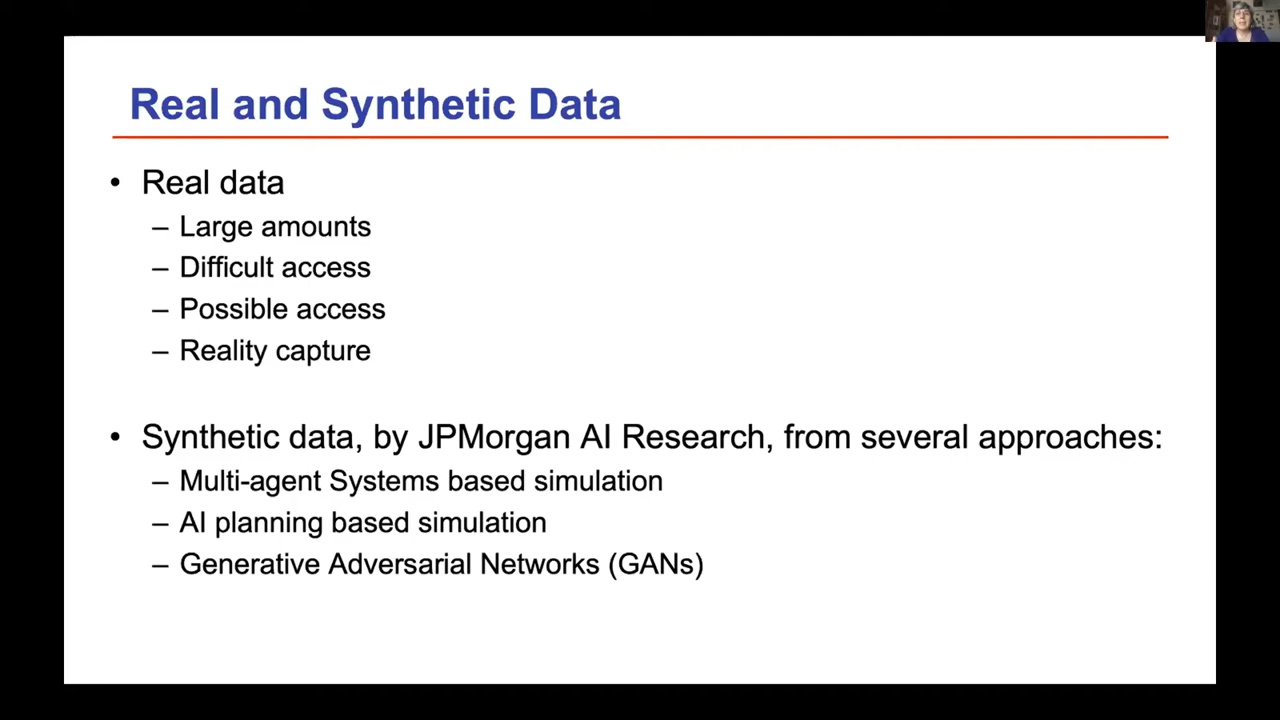 Real and Synthetic Data
• Real data
– Large amounts
– Difficult access
– Possible access
– Reality capture
• Synthetic data, by JPMorgan AI Research, from several approaches:
– Multi-agent Systems based simulation
– AI planning based simulation
– Generative Adversarial Networks (GANs)